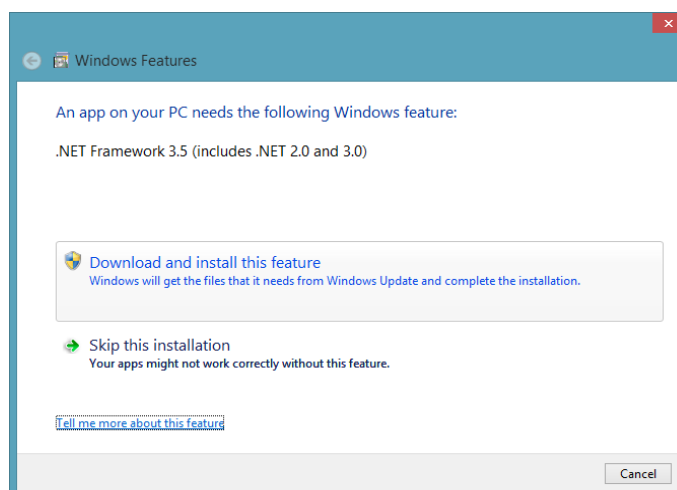 Windows Features
An app on your PC needs the following Windows feature:
.NET Framework 3.5 (includes .NET 2.0 and 3.0)
Download and install this feature
Windows will get the files that it needs from Windows Update and complete the installation.
Skip this installation
Your apps might not work correctly without this feature.
Tell me more about this feature
Cancel